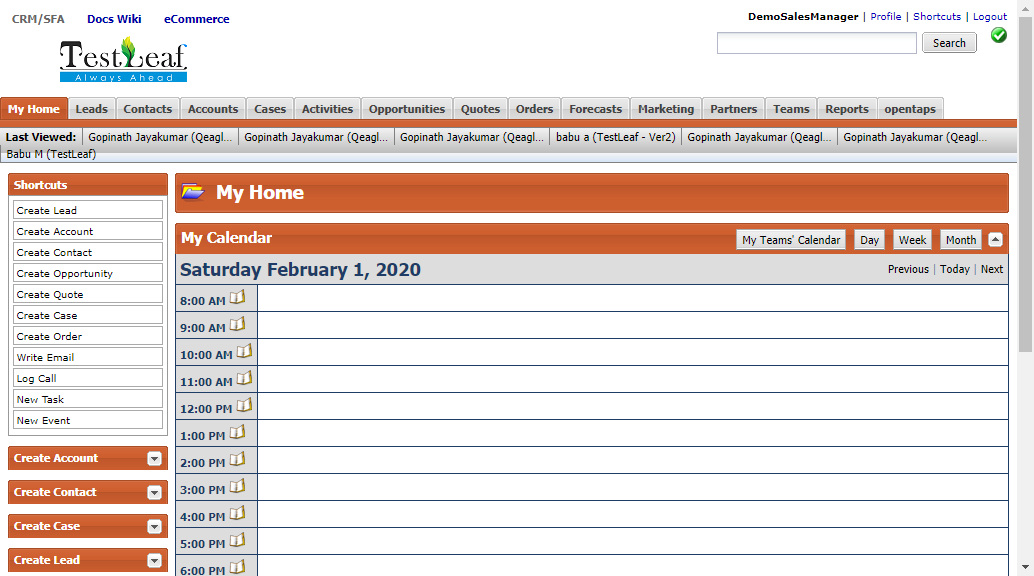 CRM/SFA Docs Wiki eCommerce
DemoSalesManager | Profile | Shortcuts | Logout
Search
TestLeaf
Always Ahead
My Home Leads Contacts Accounts Cases Activities Opportunities Quotes Orders Forecasts Marketing Partners Teams Reports opentaps
Last Viewed: Gopinath Jayakumar (Qeagl... Gopinath Jayakumar (Qeagl... Gopinath Jayakumar (Qeagl... babu a (TestLeaf - Ver2) Gopinath Jayakumar (Qeagl... Gopinath Jayakumar (Qeagl...
Babu M (TestLeaf)
Shortcuts
Create Lead
Create Account
Create Contact
Create Opportunity
Create Quote
Create Case
Create Order
Write Email
Log Call
New Task
New Event
Create Account
Create Contact
Create Case
Create Lead
My Home
My Calendar
My Teams' Calendar Day Week Month
Saturday February 1, 2020
Previous | Today | Next
8:00 AM
9:00 AM
10:00 AM
11:00 AM
12:00 PM
1:00 PM
2:00 PM
3:00 PM
4:00 PM
5:00 PM
6:00 PM